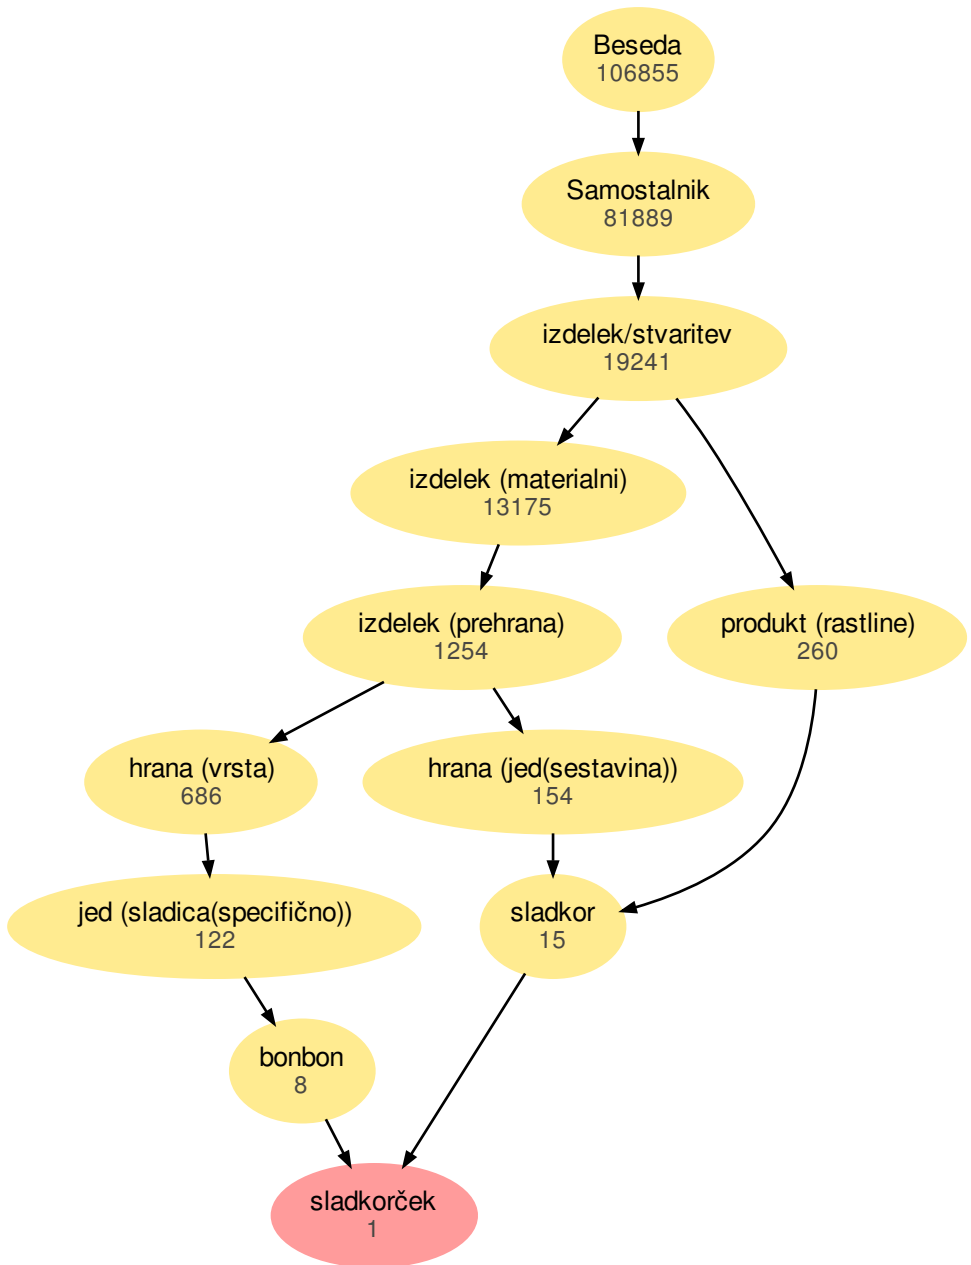 Beseda
106855
Samostalnik
81889
izdelek/stvaritev
19241
izdelek (materialni)
13175
izdelek (prehrana)
1254
produkt (rastline)
260
hrana (vrsta)
686
hrana (jed(sestavina))
154
jed (sladica(specifično))
122
sladkor
15
bonbon
8
sladkorček
1